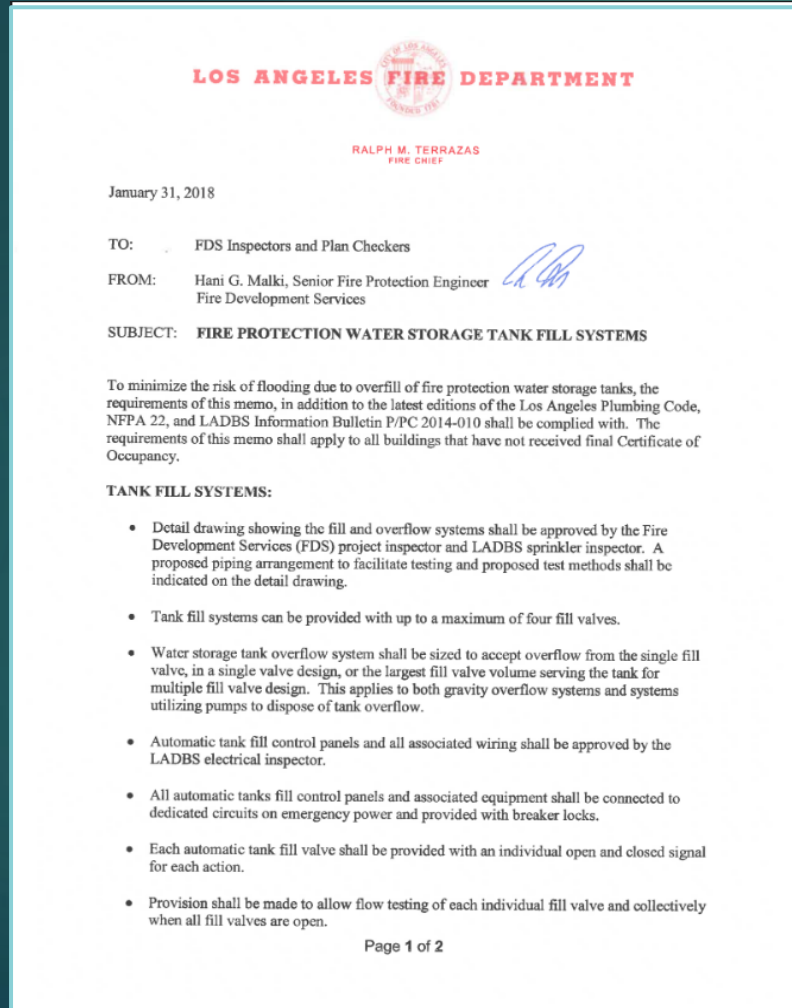 LOS ANGELES FIRE DEPARTMENT
RALPH M. TERRAZAS
FIRE CHIEF
January 31, 2018
TO: FDS Inspectors and Plan Checkers
FROM: Hani G. Malki, Senior Fire Protection Engineer
Fire Development Services
SUBJECT: FIRE PROTECTION WATER STORAGE TANK FILL SYSTEMS
To minimize the risk of flooding due to overfill of fire protection water storage tanks, the
requirements of this memo, in addition to the latest editions of the Los Angeles Plumbing Code,
NFPA 22, and LADBS Information Bulletin P/PC 2014-010 shall be complied with. The
requirements of this memo shall apply to all buildings that have not received final Certificate of
Occupancy.
TANK FILL SYSTEMS:
• Detail drawing showing the fill and overflow systems shall be approved by the Fire
Development Services (FDS) project inspector and LADBS sprinkler inspector. A
proposed piping arrangement to facilitate testing and proposed test methods shall be
indicated on the detail drawing.
• Tank fill systems can be provided with up to a maximum of four fill valves.
• Water storage tank overflow system shall be sized to accept overflow from the single fill
valve, in a single valve design, or the largest fill valve volume serving the tank for
multiple fill valve design. This applies to both gravity overflow systems and systems
utilizing pumps to dispose of tank overflow.
• Automatic tank fill control panels and all associated wiring shall be approved by the
LADBS electrical inspector.
• All automatic tanks fill control panels and associated equipment shall be connected to
dedicated circuits on emergency power and provided with breaker locks.
• Each automatic tank fill valve shall be provided with an individual open and closed signal
for each action.
• Provision shall be made to allow flow testing of each individual fill valve and collectively
when all fill valves are open.
Page 1 of 2